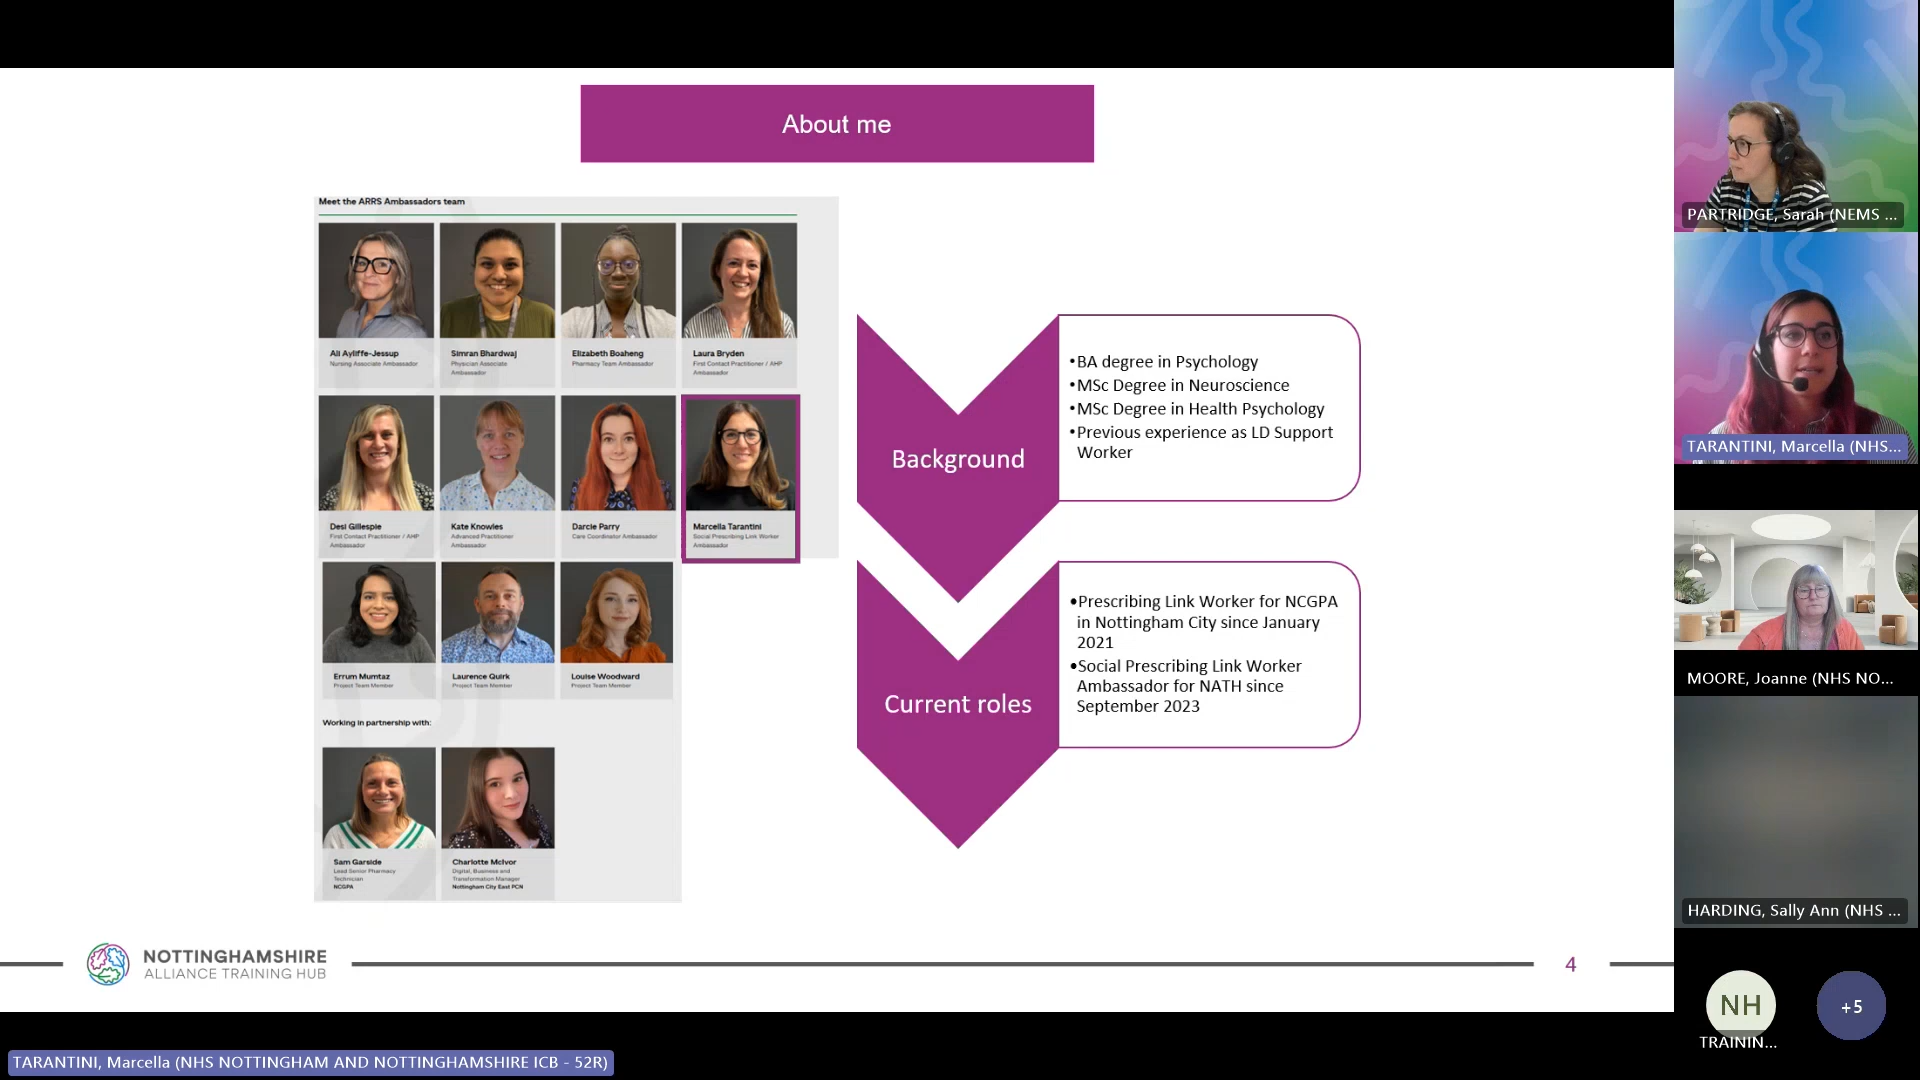 About me
Meet the ARRS Ambassadors team
Ali Ayliffe-Jessup
Nursing Associate Ambassador
Simran Bhardwaj
Physician Associate
Ambassador
Elizabeth Boaheng
Pharmacy Team Ambassador
Laura Bryden
First Contact Practitioner / AHP
Ambassador
Desi Gillespie
First Contact Practitioner / AHP
Ambassador
Kate Knowles
Advanced Practitioner
Ambassador
Darcie Parry
Care Coordinator Ambassador
Marcella Tarantini
Social Prescribing Link Worker
Ambassador
Errum Mumtaz
Project Team Member
Laurence Quirk
Project Team Member
Louise Woodward
Project Team Member
Working in partnership with:
Sam Garside
Lead Senior Pharmacy
Technician
NCGPA
Charlotte McIvor
Digital, Business and
Transformation Manager
Nottingham City East PCN
Background
•BA degree in Psychology
•MSc Degree in Neuroscience
•MSc Degree in Health Psychology
•Previous experience as LD Support
Worker
Current roles
•Prescribing Link Worker for NCGPA
in Nottingham City since January
2021
•Social Prescribing Link Worker
Ambassador for NATH since
September 2023
NOTTINGHAMSHIRE
ALLIANCE TRAINING HUB
4
PARTRIDGE, Sarah (NEMS ...
TARANTINI, Marcella (NHS...
MOORE, Joanne (NHS NO...
HARDING, Sally Ann (NHS ...
NH
TRAININ...
+5
TARANTINI, Marcella (NHS NOTTINGHAM AND NOTTINGHAMSHIRE ICB - 52R)